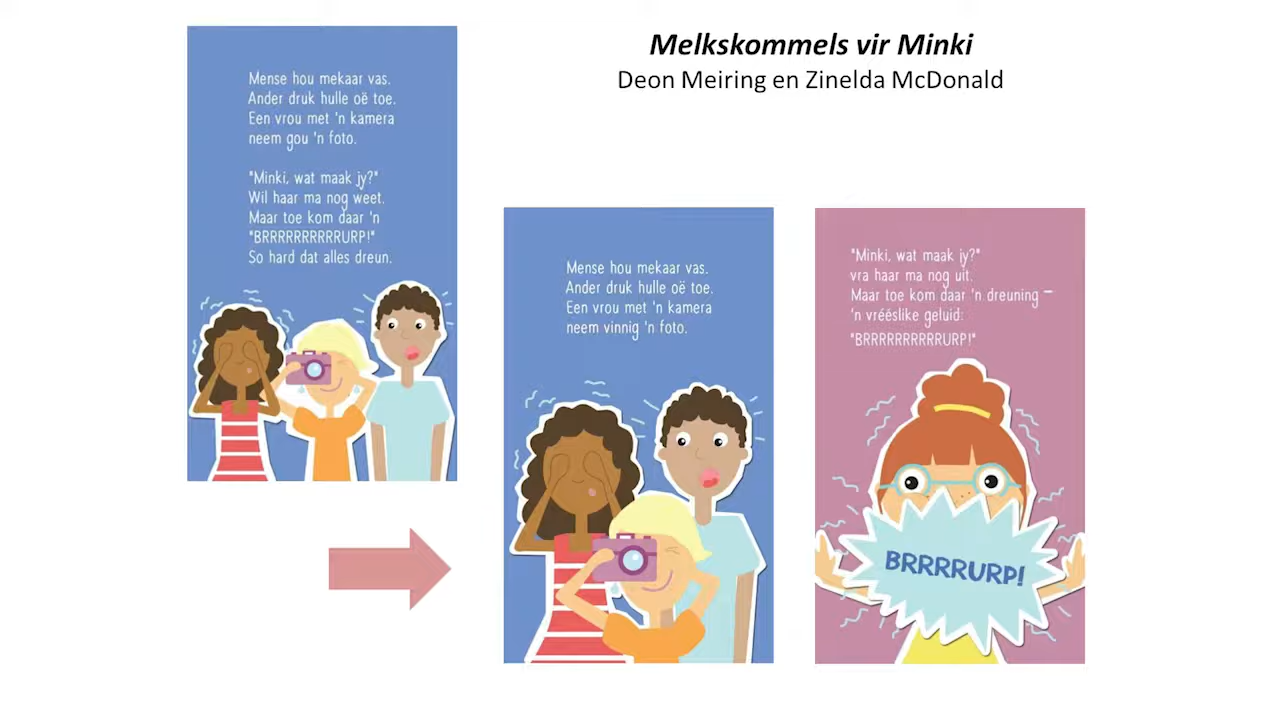 Melkskommels vir Minki
Deon Meiring en Zinelda McDonald
Mense hou mekaar vas.
Ander druk hulle oë toe.
Een vrou met 'n kamera
neem gou 'n foto.
"Minki, wat maak jy?"
Wil haar ma nog weet.
Maar toe kom daar 'n
"BRRRRRRRRRRURP!"
So hard dat alles dreun.
Mense hou mekaar vas.
Ander druk hulle oë toe.
Een vrou met 'n kamera
neem vinnig 'n foto.
"Minki, wat maak jy?"
vra haar ma nog uit.
Maar toe kom daar 'n dreuning –
'n vrééslike geluid:
"BRRRRRRRRRRURP!"
BRRRRURP!